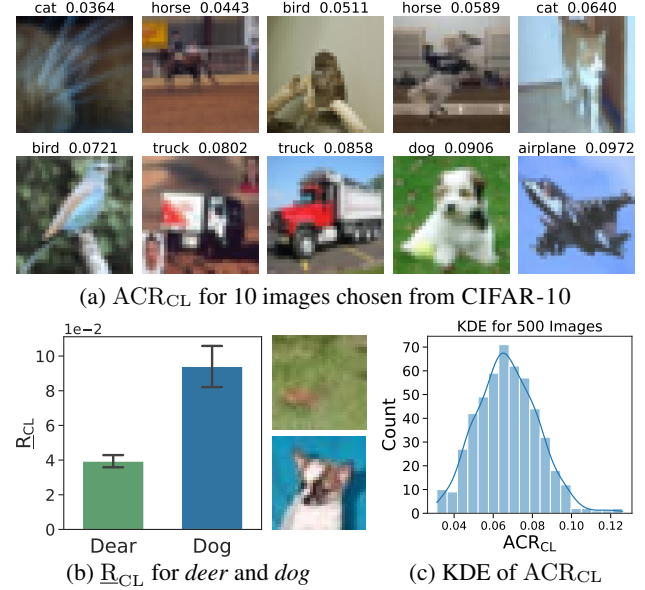 cat 0.0364 horse 0.0443 bird 0.0511 horse 0.0589 cat 0.0640
bird 0.0721 truck 0.0802 truck 0.0858 dog 0.0906 airplane 0.0972
(a) ACR_CL for 10 images chosen from CIFAR-10
1e−2
10
8
6
4
2
0
R_CL
Dear Dog
(b) R_CL for deer and dog
KDE for 500 Images
70
60
50
40
30
20
10
0
Count
0.04 0.06 0.08 0.10 0.12
ACR_CL
(c) KDE of ACR_CL